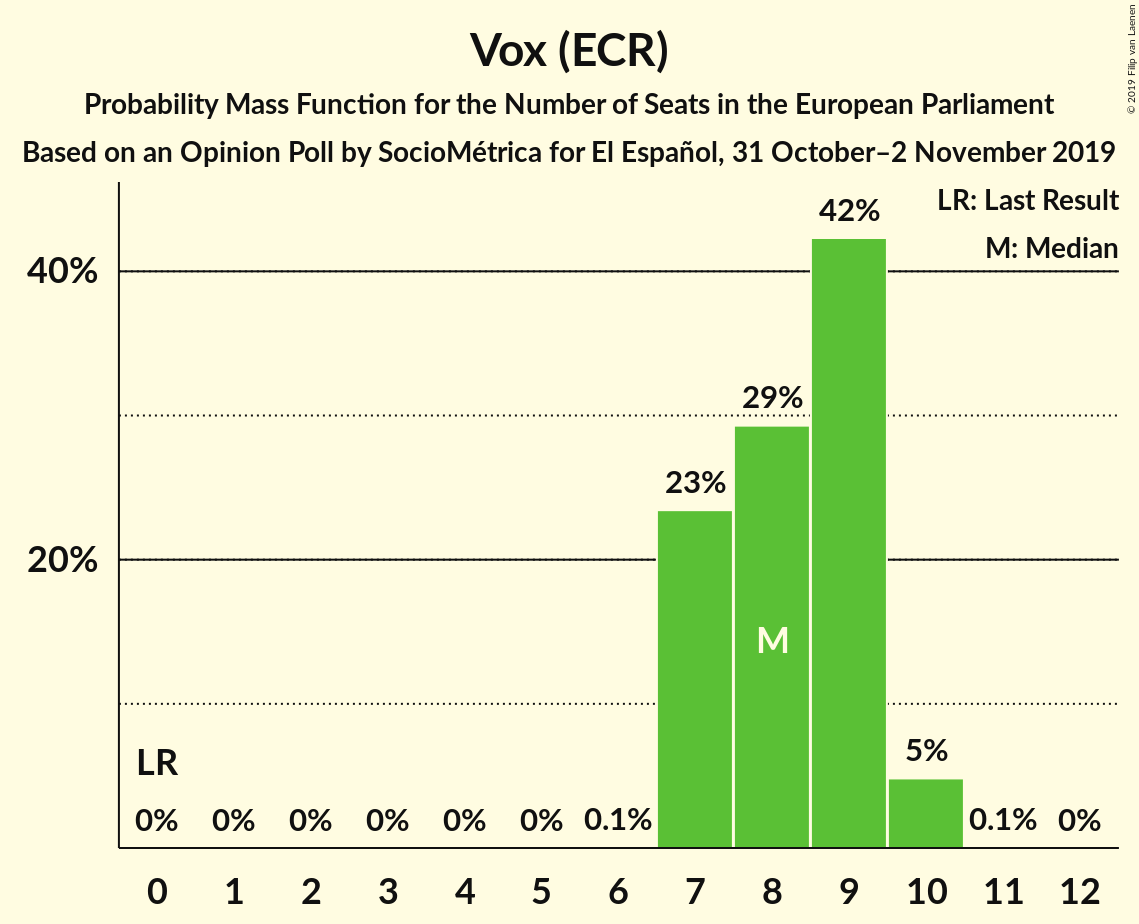 Vox (ECR)
Probability Mass Function for the Number of Seats in the European Parliament
Based on an Opinion Poll by SocioMétrica for El Español, 31 October–2 November 2019
© 2019 Filip van Laenen
LR: Last Result
M: Median
42%
40%
29%
23%
20%
M
LR
5%
0% 0% 0% 0% 0% 0% 0.1% 0.1% 0%
0 1 2 3 4 5 6 7 8 9 10 11 12